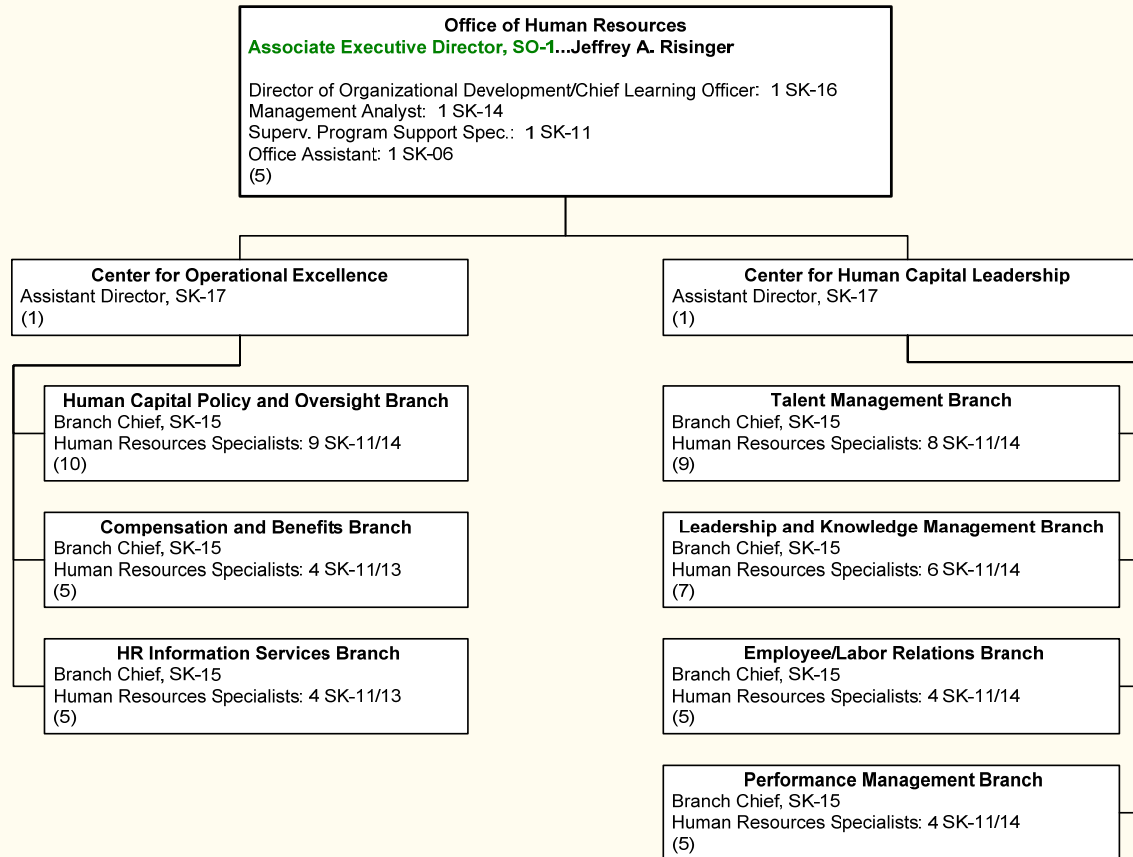 Office of Human Resources
Associate Executive Director, SO-1...Jeffrey A. Risinger
Director of Organizational Development/Chief Learning Officer: 1 SK-16
Management Analyst: 1 SK-14
Superv. Program Support Spec.: 1 SK-11
Office Assistant: 1 SK-06
(5)
Center for Operational Excellence
Assistant Director, SK-17
(1)
Human Capital Policy and Oversight Branch
Branch Chief, SK-15
Human Resources Specialists: 9 SK-11/14
(10)
Compensation and Benefits Branch
Branch Chief, SK-15
Human Resources Specialists: 4 SK-11/13
(5)
HR Information Services Branch
Branch Chief, SK-15
Human Resources Specialists: 4 SK-11/13
(5)
Center for Human Capital Leadership
Assistant Director, SK-17
(1)
Talent Management Branch
Branch Chief, SK-15
Human Resources Specialists: 8 SK-11/14
(9)
Leadership and Knowledge Management Branch
Branch Chief, SK-15
Human Resources Specialists: 6 SK-11/14
(7)
Employee/Labor Relations Branch
Branch Chief, SK-15
Human Resources Specialists: 4 SK-11/14
(5)
Performance Management Branch
Branch Chief, SK-15
Human Resources Specialists: 4 SK-11/14
(5)